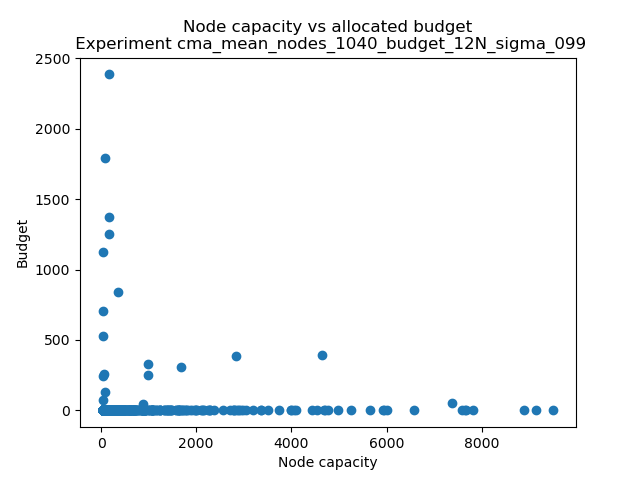 Node capacity vs allocated budget
Experiment cma_mean_nodes_1040_budget_12N_sigma_099
2500
2000
1500
1000
500
0
Budget
0 2000 4000 6000 8000
Node capacity